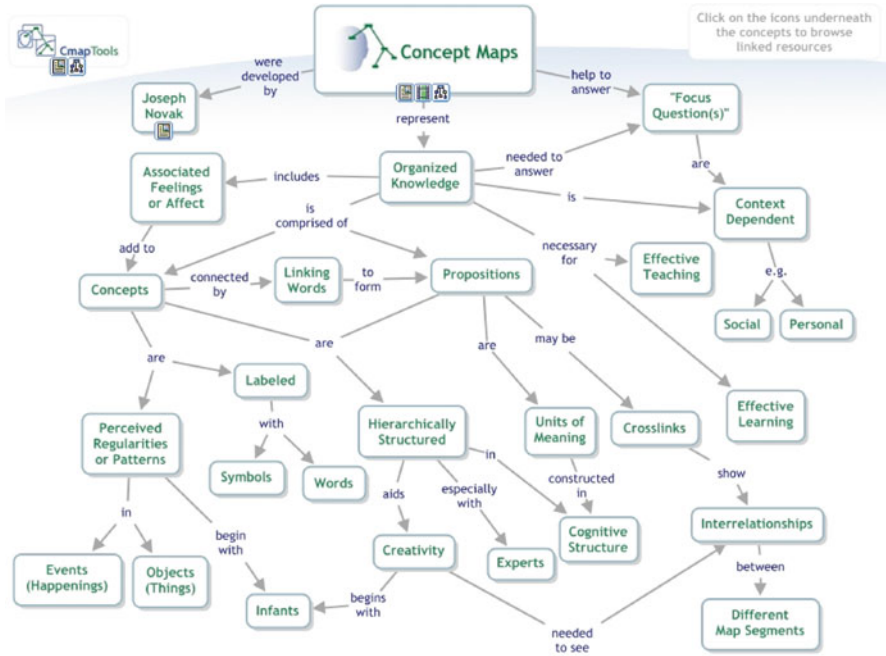 CmapTools
Concept Maps
Click on the icons underneath
the concepts to browse
linked resources
were
developed
by
help to
answer
Joseph
Novak
represent
"Focus
Question(s)"
Associated
Feelings
or Affect
includes
Organized
Knowledge
needed to
answer
are
is
Context
Dependent
is
comprised of
add to
necessary
for
Effective
Teaching
e.g.
Concepts
connected
by
Linking
Words
to
form
Propositions
Social
Personal
are
Labeled
are
are
may be
with
Perceived
Regularities
or Patterns
Hierarchically
Structured
Units of
Meaning
Crosslinks
Effective
Learning
Symbols
Words
in
aids
especially
with
constructed
in
show
in
begin
with
Creativity
Experts
Cognitive
Structure
Interrelationships
Events
(Happenings)
Objects
(Things)
Infants
begins
with
between
needed
to see
Different
Map Segments